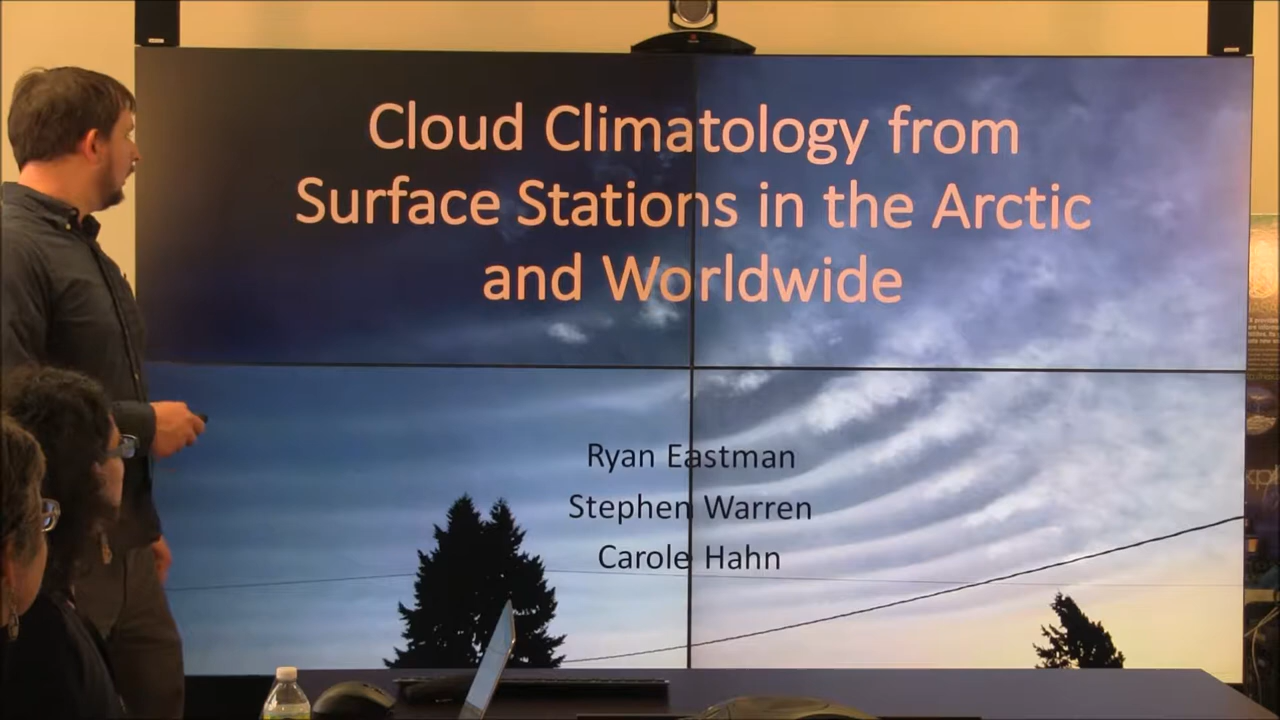 Cloud Climatology from
Surface Stations in the Arctic
and Worldwide
Ryan Eastman
Stephen Warren
Carole Hahn